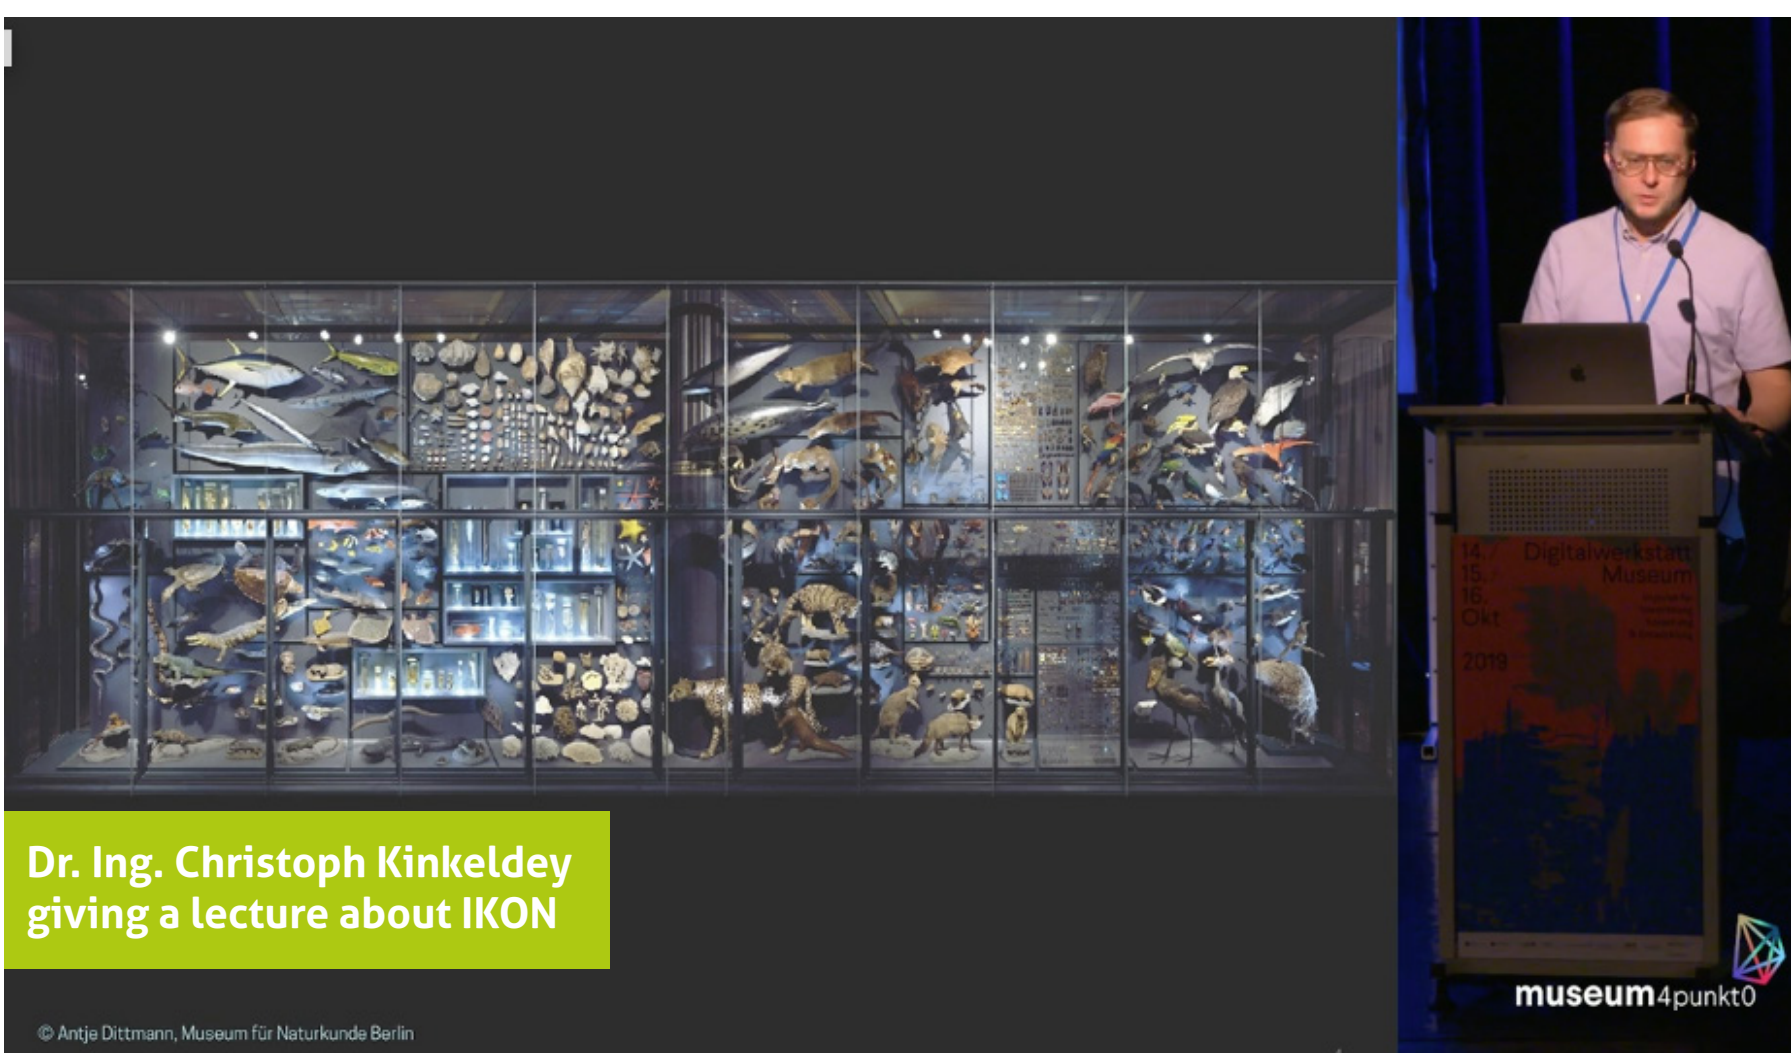 Dr. Ing. Christoph Kinkeldey
giving a lecture about IKON
© Antje Dittmann, Museum für Naturkunde Berlin
14./
15.
16.
Okt
2019
Digitalwerkstatt
Museum
museum4punkt0